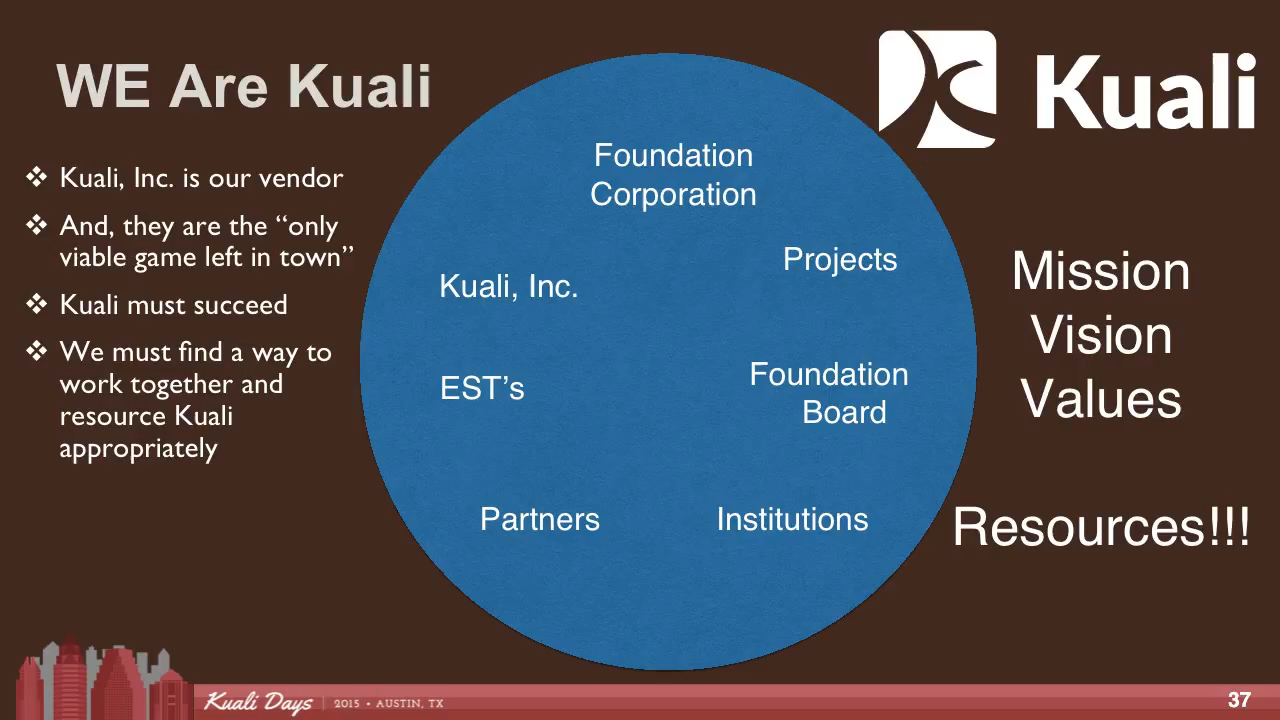 WE Are Kuali
Kuali
❖ Kuali, Inc. is our vendor
❖ And, they are the “only
viable game left in town”
❖ Kuali must succeed
❖ We must find a way to
work together and
resource Kuali
appropriately
Foundation
Corporation
Projects
Kuali, Inc.
EST’s
Foundation
Board
Partners
Institutions
Mission
Vision
Values
Resources!!!
Kuali Days | 2015 • AUSTIN, TX
37